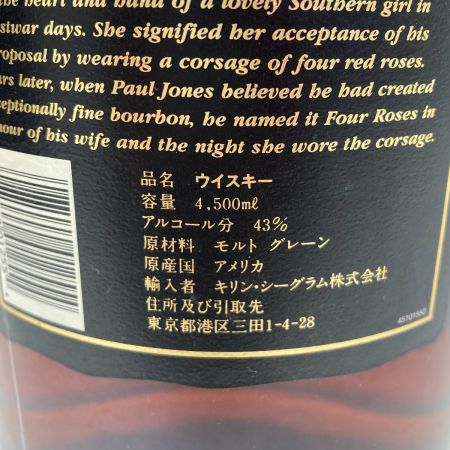 the heart and hand of a lovely Southern girl in
stwar days. She signified her acceptance of his
roposal by wearing a corsage of four red roses.
rs later, when Paul Jones believed he had created
ceptionally fine bourbon, he named it Four Roses in
our of his wife and the night she wore the corsage.
品名 ウイスキー
容量 4,500mℓ
アルコール分 43%
原材料 モルト グレーン
原産国 アメリカ
輸入者 キリン・シーグラム株式会社
住所及び引取先
東京都港区三田1-4-28
45101550